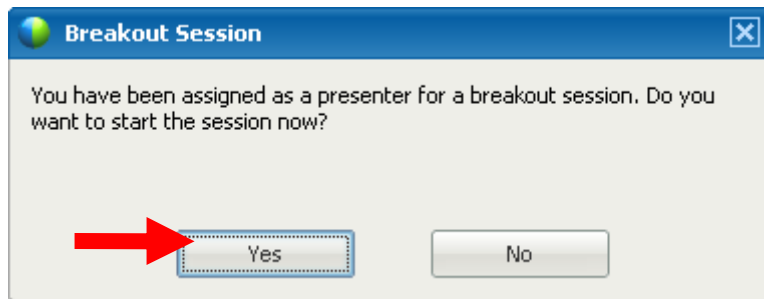 Breakout Session
You have been assigned as a presenter for a breakout session. Do you
want to start the session now?
Yes
No